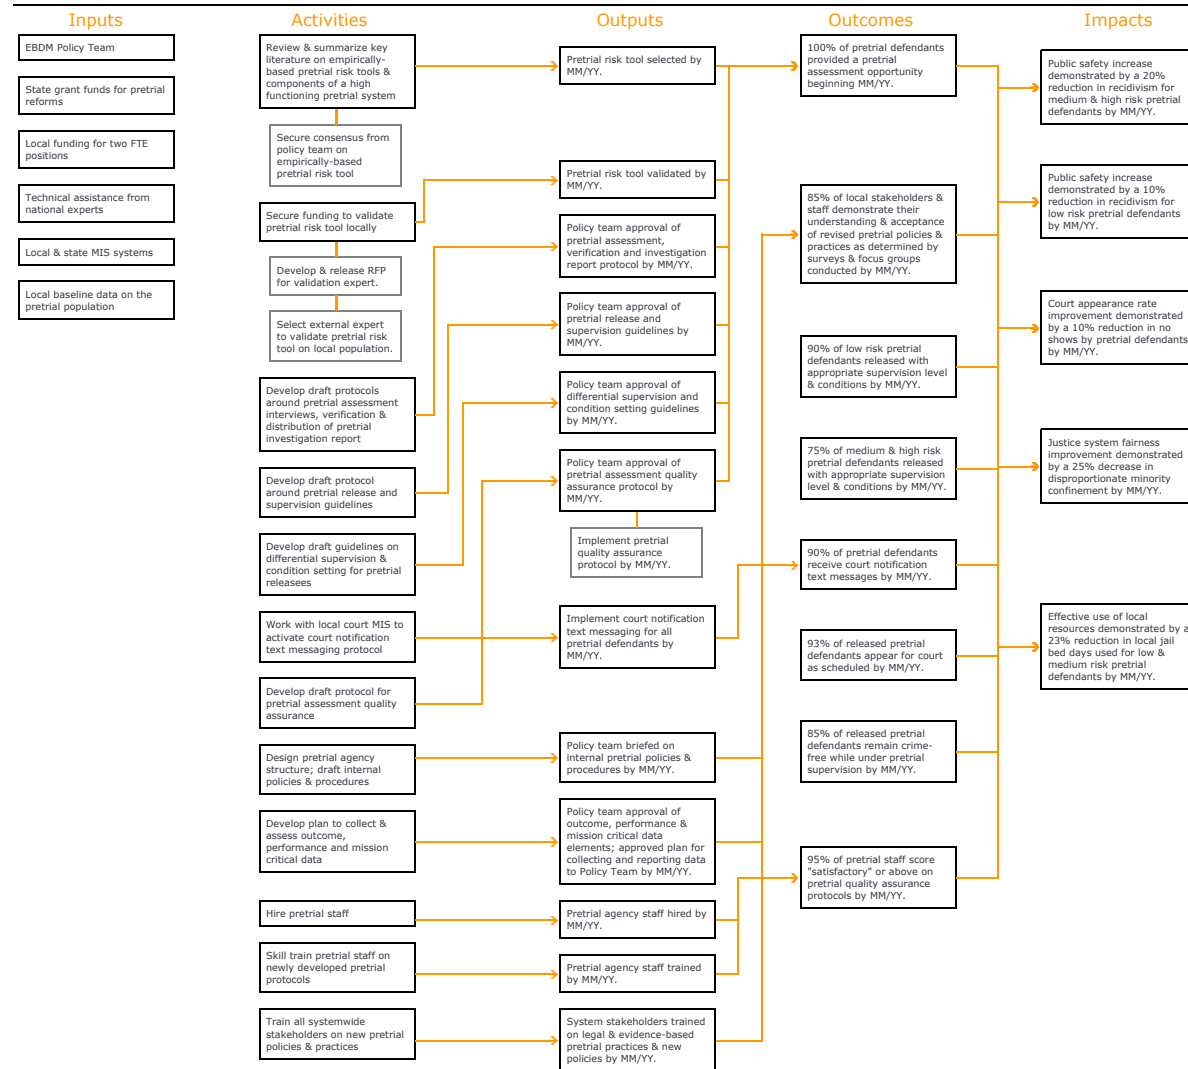 Inputs
EBDM Policy Team
State grant funds for pretrial
reforms
Local funding for two FTE
positions
Technical assistance from
national experts
Local & state MIS systems
Local baseline data on the
pretrial population
Activities
Review & summarize key
literature on empirically-
based pretrial risk tools &
components of a high
functioning pretrial system
Secure consensus from
policy team on
empirically-based
pretrial risk tool
Secure funding to validate
pretrial risk tool locally
Develop & release RFP
for validation expert.
Select external expert
to validate pretrial risk
tool on local population.
Develop draft protocols
around pretrial assessment
interviews, verification &
distribution of pretrial
investigation report
Develop draft protocol
around pretrial release and
supervision guidelines
Develop draft guidelines on
differential supervision &
condition setting for pretrial
releasees
Work with local court MIS to
activate court notification
text messaging protocol
Develop draft protocol for
pretrial assessment quality
assurance
Design pretrial agency
structure; draft internal
policies & procedures
Develop plan to collect &
assess outcome,
performance and mission
critical data
Hire pretrial staff
Skill train pretrial staff on
newly developed pretrial
protocols
Train all systemwide
stakeholders on new pretrial
policies & practices
Outputs
Pretrial risk tool selected by
MM/YY.
Pretrial risk tool validated by
MM/YY.
Policy team approval of
pretrial assessment,
verification and investigation
report protocol by MM/YY.
Policy team approval of
pretrial release and
supervision guidelines by
MM/YY.
Policy team approval of
differential supervision and
condition setting guidelines
by MM/YY.
Policy team approval of
pretrial assessment quality
assurance protocol by
MM/YY.
Implement pretrial
quality assurance
protocol by MM/YY.
Implement court notification
text messaging for all
pretrial defendants by
MM/YY.
Policy team briefed on
internal pretrial policies &
procedures by MM/YY.
Policy team approval of
outcome, performance &
mission critical data
elements; approved plan for
collecting and reporting data
to Policy Team by MM/YY.
Pretrial agency staff hired by
MM/YY.
Pretrial agency staff trained
by MM/YY.
System stakeholders trained
on legal & evidence-based
pretrial practices & new
policies by MM/YY.
Outcomes
100% of pretrial defendants
provided a pretrial
assessment opportunity
beginning MM/YY.
85% of local stakeholders &
staff demonstrate their
understanding & acceptance
of revised pretrial policies &
practices as determined by
surveys & focus groups
conducted by MM/YY.
90% of low risk pretrial
defendants released with
appropriate supervision level
& conditions by MM/YY.
75% of medium & high risk
pretrial defendants released
with appropriate supervision
level & conditions by MM/YY.
90% of pretrial defendants
receive court notification
text messages by MM/YY.
93% of released pretrial
defendants appear for court
as scheduled by MM/YY.
85% of released pretrial
defendants remain crime-
free while under pretrial
supervision by MM/YY.
95% of pretrial staff score
"satisfactory" or above on
pretrial quality assurance
protocols by MM/YY.
Impacts
Public safety increase
demonstrated by a 20%
reduction in recidivism for
medium & high risk pretrial
defendants by MM/YY.
Public safety increase
demonstrated by a 10%
reduction in recidivism for
low risk pretrial defendants
by MM/YY.
Court appearance rate
improvement demonstrated
by a 10% reduction in no
shows by pretrial defendants
by MM/YY.
Justice system fairness
improvement demonstrated
by a 25% decrease in
disproportionate minority
confinement by MM/YY.
Effective use of local
resources demonstrated by a
23% reduction in local jail
bed days used for low &
medium risk pretrial
defendants by MM/YY.